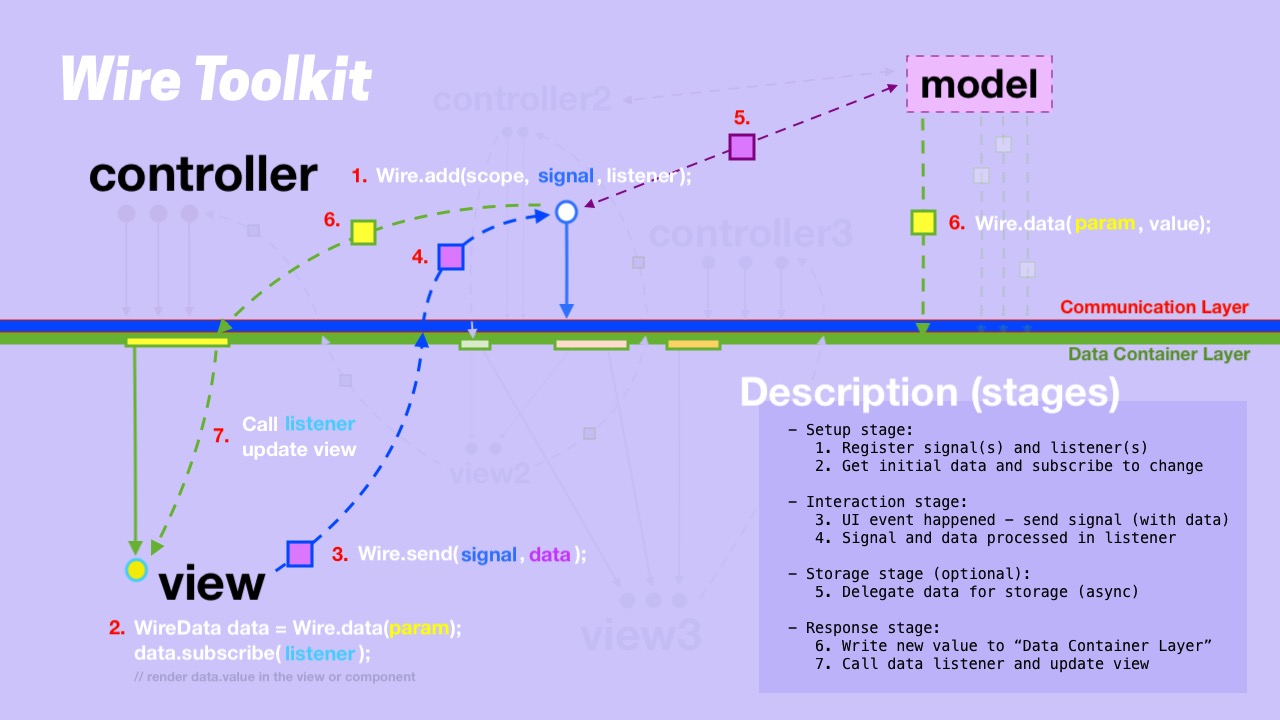 Wire Toolkit
controller2
model
5.
controller
1. Wire.add(scope, signal, listener);
6.
4.
controller3
6. Wire.data(param, value);
Communication Layer
Data Container Layer
Description (stages)
– Setup stage:
1. Register signal(s) and listener(s)
2. Get initial data and subscribe to change
– Interaction stage:
3. UI event happened – send signal (with data)
4. Signal and data processed in listener
– Storage stage (optional):
5. Delegate data for storage (async)
– Response stage:
6. Write new value to “Data Container Layer”
7. Call data listener and update view
7. Call listener
update view
view2
3. Wire.send(signal, data);
view
2. WireData data = Wire.data(param);
data.subscribe(listener);
// render data.value in the view or component
view3